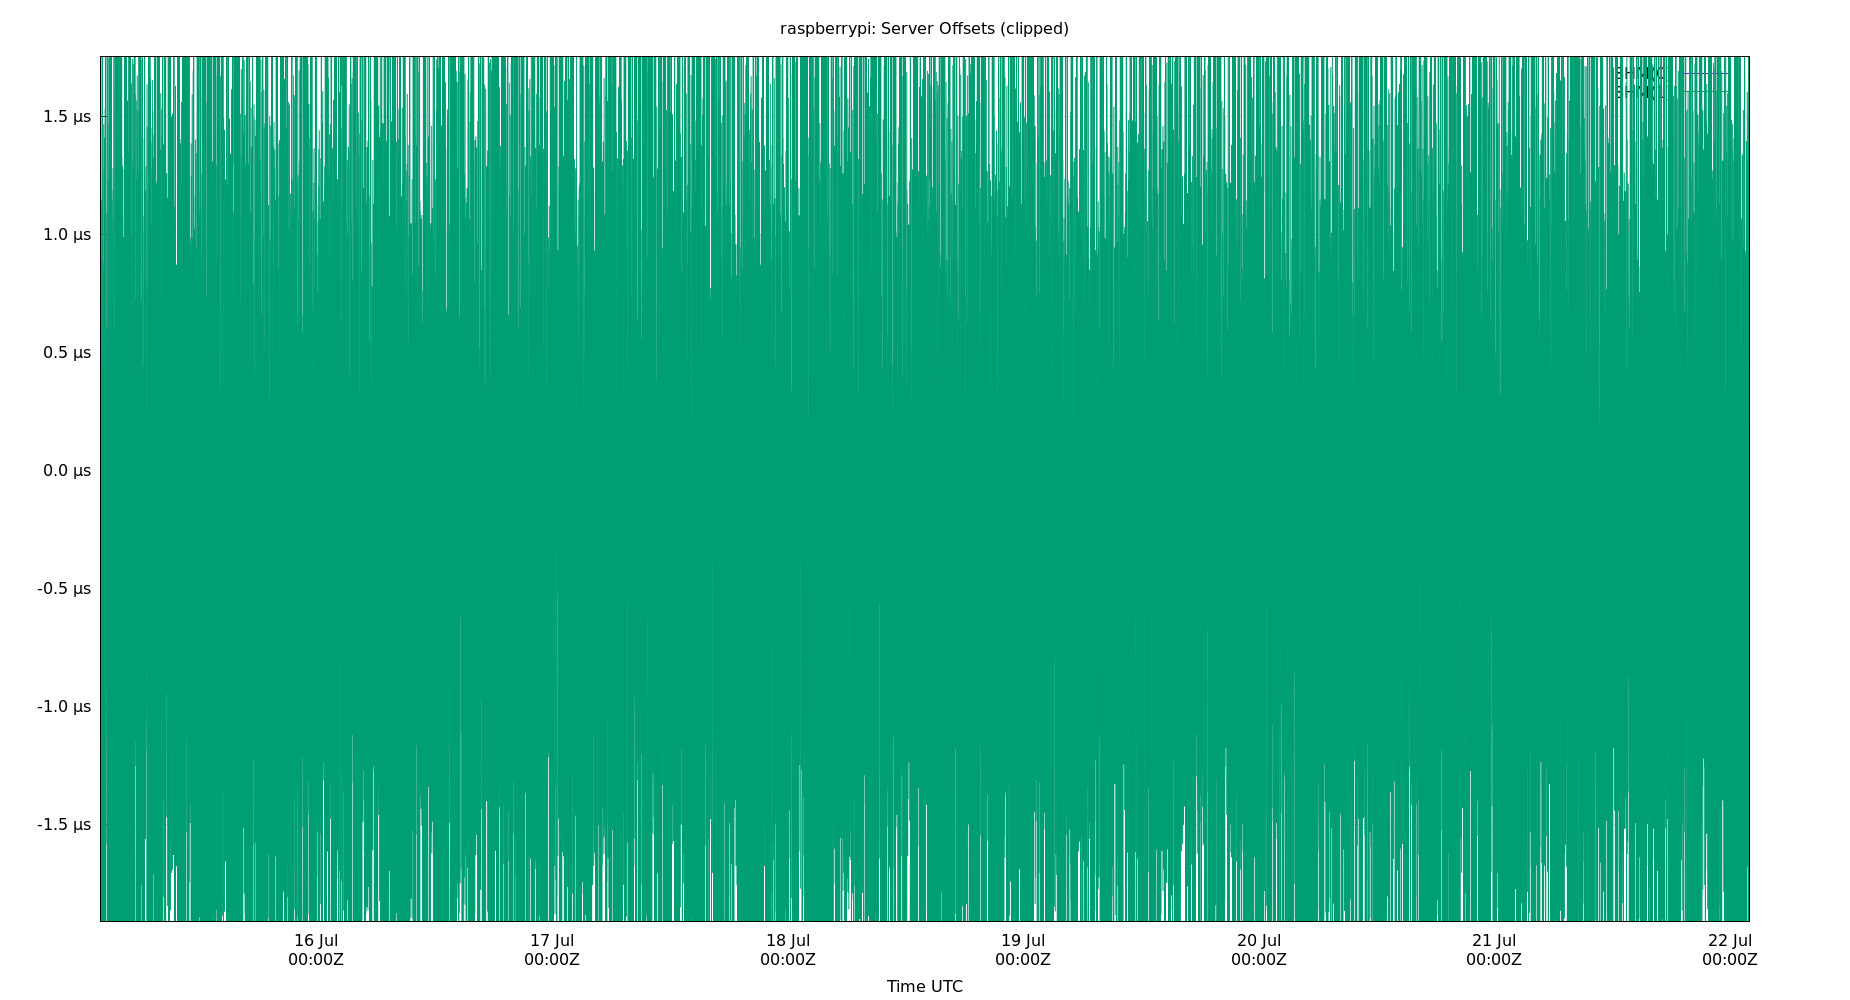 raspberrypi: Server Offsets (clipped)
1.5 µs
1.0 µs
0.5 µs
0.0 µs
-0.5 µs
-1.0 µs
-1.5 µs
16 Jul
00:00Z
17 Jul
00:00Z
18 Jul
00:00Z
19 Jul
00:00Z
20 Jul
00:00Z
21 Jul
00:00Z
22 Jul
00:00Z
Time UTC